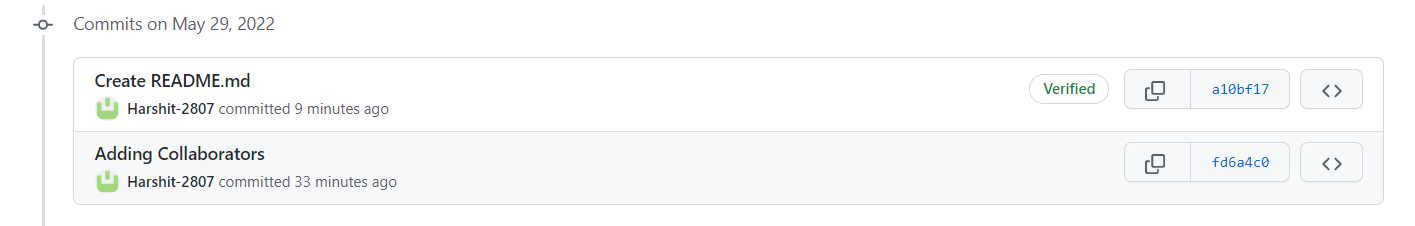 Commits on May 29, 2022
Create README.md
Harshit-2807 committed 9 minutes ago
Verified
a10bf17
Adding Collaborators
Harshit-2807 committed 33 minutes ago
fd6a4c0